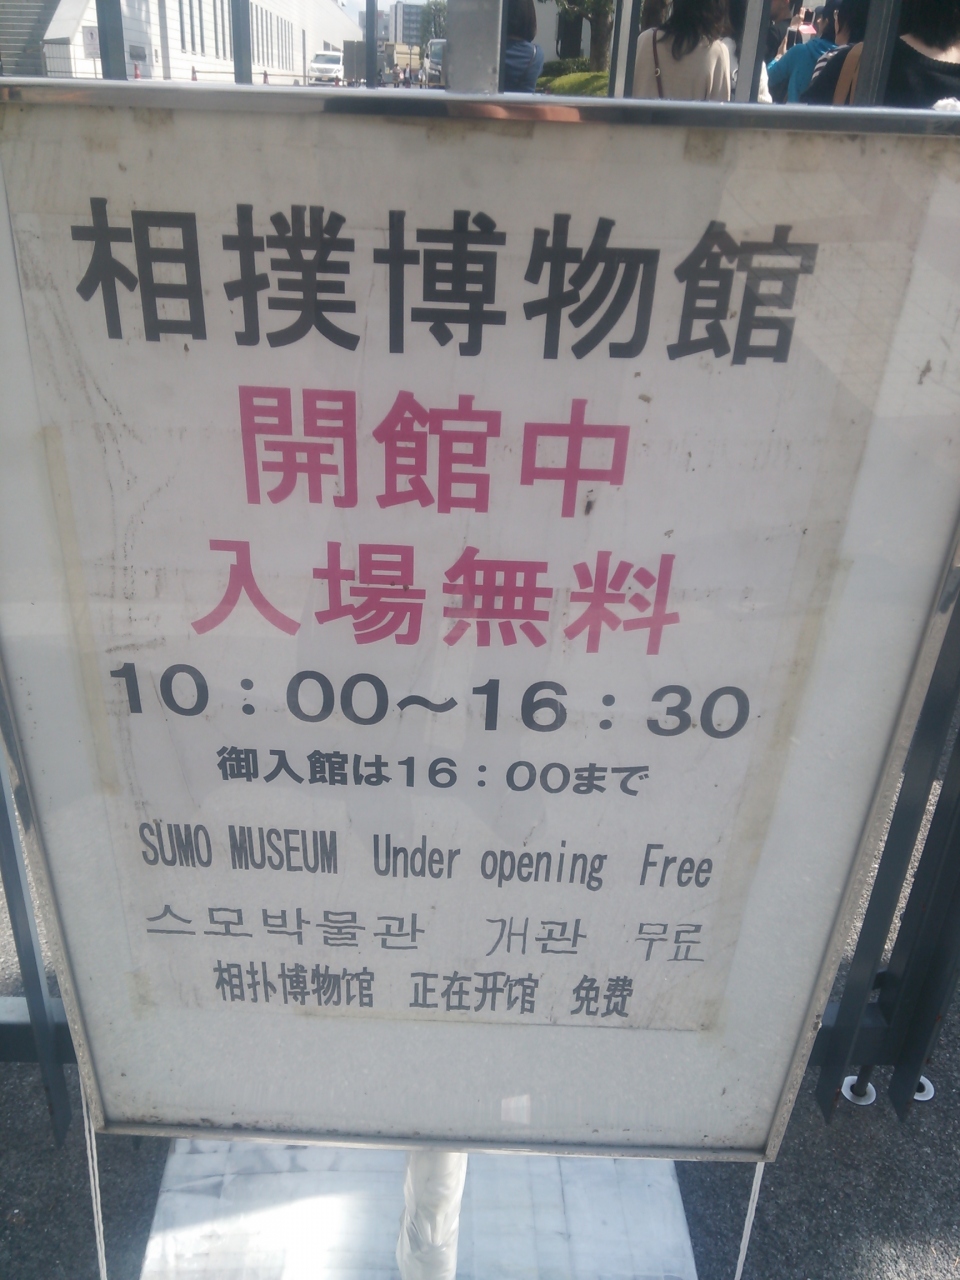 相撲博物館
開館中
入場無料
10：00～16：30
御入館は16：00まで
SUMO MUSEUM Under opening Free
스모박물관 개관 무료
相扑博物馆 正在开馆 免费